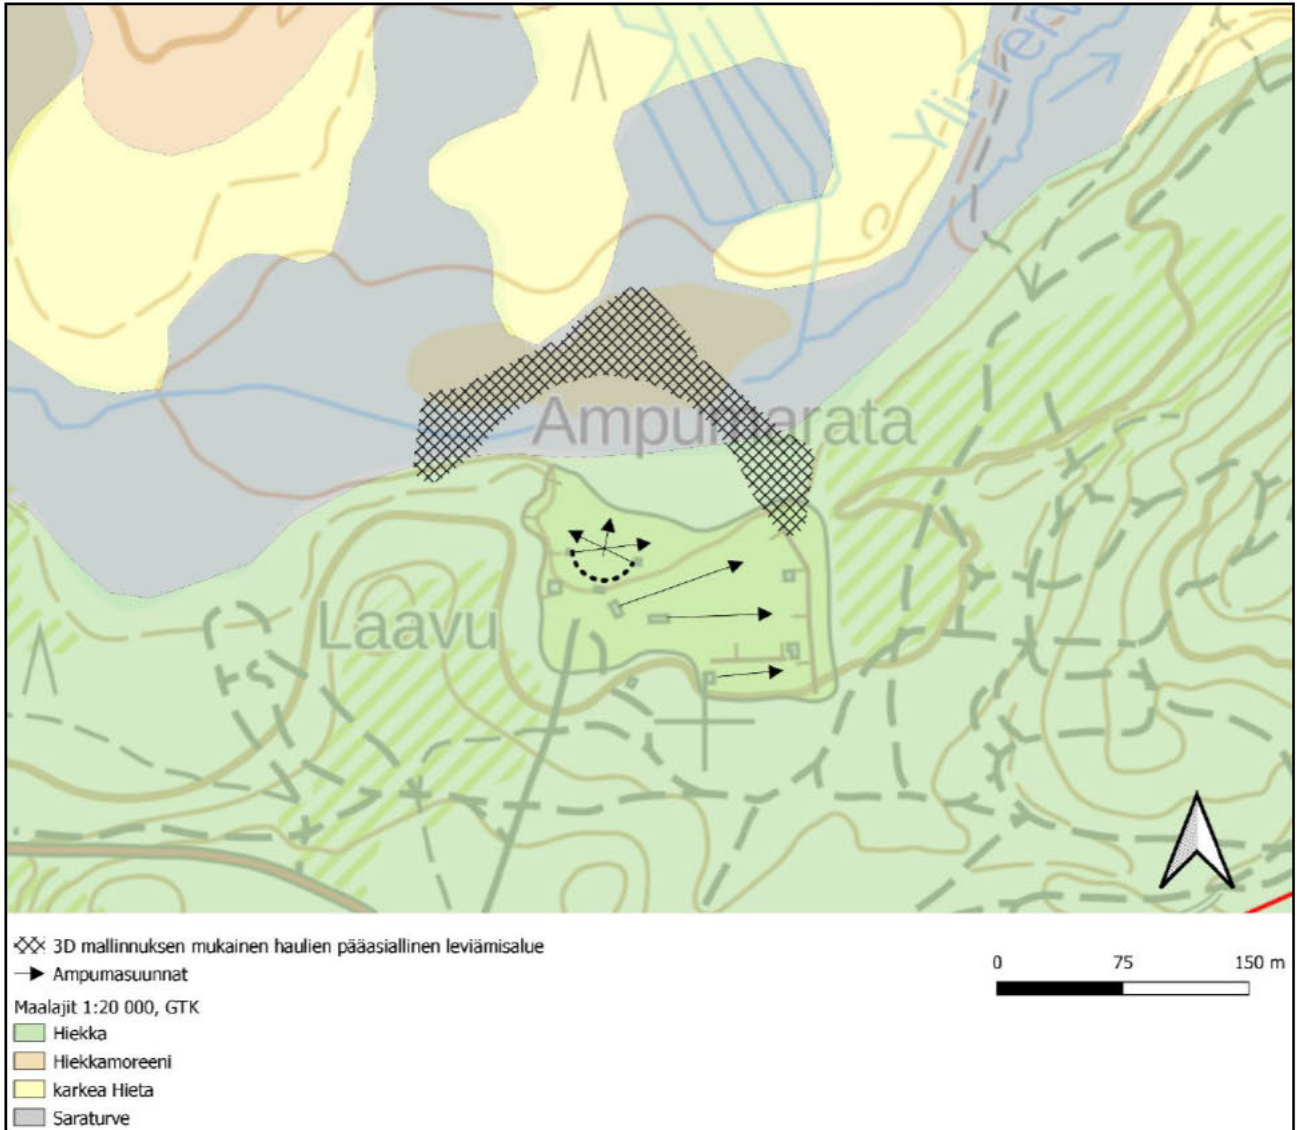 Yli-Terv
Ampumarata
Laavu
3D mallinnuksen mukainen haulien pääasiallinen leviämisalue
Ampumasuunnat
Maalajit 1:20 000, GTK
Hiekka
Hiekkamoreeni
karkea Hieta
Saraturve
0 75 150 m